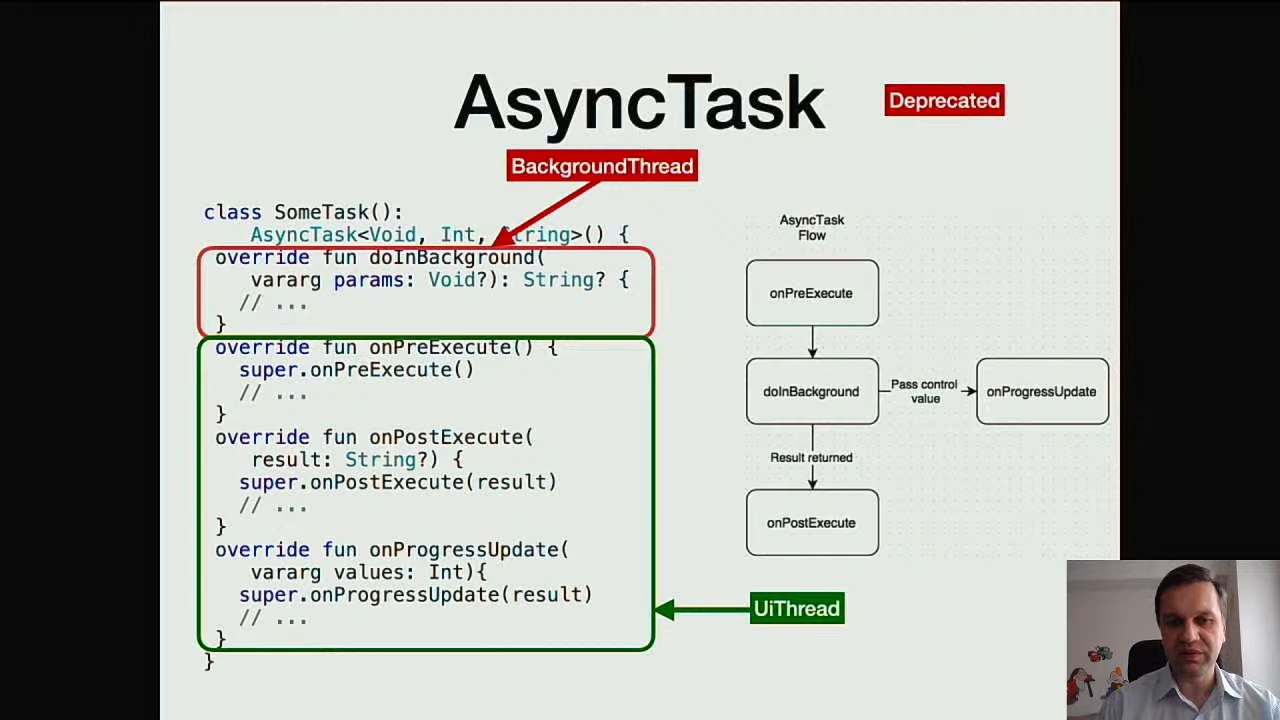 AsyncTask
Deprecated
BackgroundThread
class SomeTask():
AsyncTask<Void, Int, String>() {
override fun doInBackground(
vararg params: Void?): String? {
// ...
}
override fun onPreExecute() {
super.onPreExecute()
// ...
}
override fun onPostExecute(
result: String?) {
super.onPostExecute(result)
// ...
}
override fun onProgressUpdate(
vararg values: Int){
super.onProgressUpdate(result)
// ...
}
}
UiThread
AsyncTask
Flow
onPreExecute
doInBackground
Pass control
value
onProgressUpdate
Result returned
onPostExecute